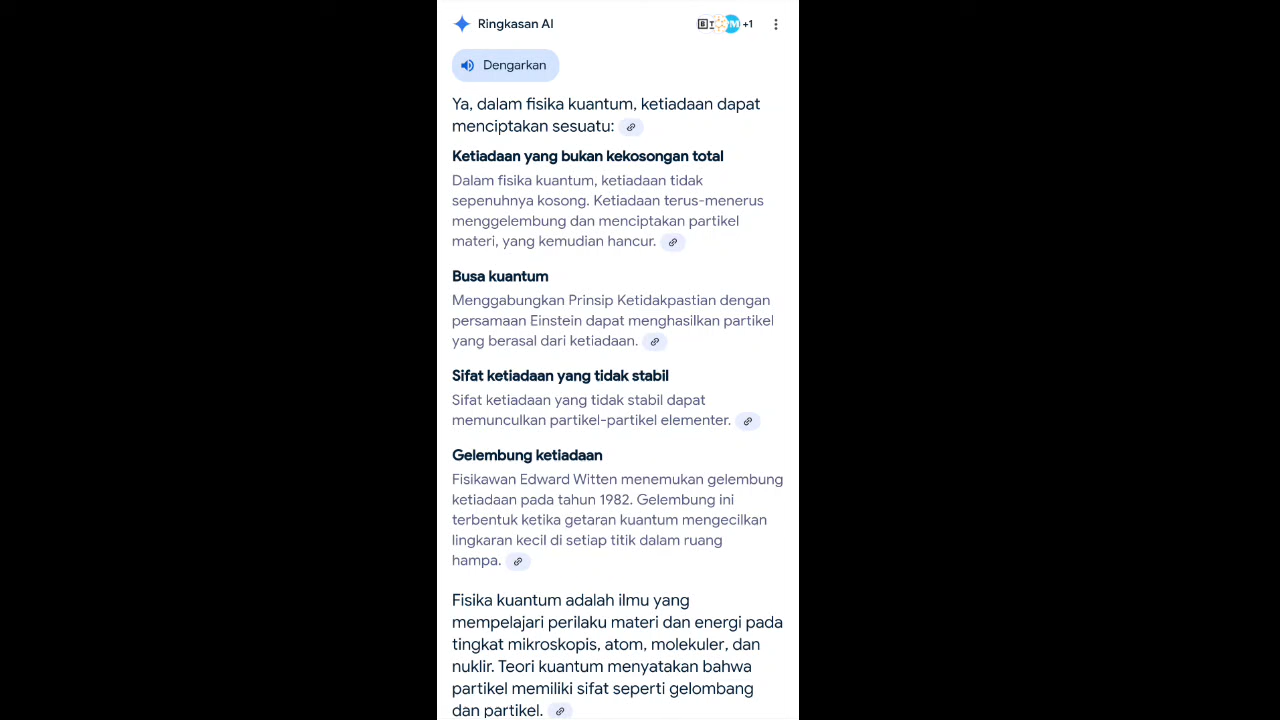 Ringkasan AI
+1
Dengarkan
Ya, dalam fisika kuantum, ketiadaan dapat
menciptakan sesuatu:
Ketiadaan yang bukan kekosongan total
Dalam fisika kuantum, ketiadaan tidak
sepenuhnya kosong. Ketiadaan terus-menerus
menggelembung dan menciptakan partikel
materi, yang kemudian hancur.
Busa kuantum
Menggabungkan Prinsip Ketidakpastian dengan
persamaan Einstein dapat menghasilkan partikel
yang berasal dari ketiadaan.
Sifat ketiadaan yang tidak stabil
Sifat ketiadaan yang tidak stabil dapat
memunculkan partikel-partikel elementer.
Gelembung ketiadaan
Fisikawan Edward Witten menemukan gelembung
ketiadaan pada tahun 1982. Gelembung ini
terbentuk ketika getaran kuantum mengecilkan
lingkaran kecil di setiap titik dalam ruang
hampa.
Fisika kuantum adalah ilmu yang
mempelajari perilaku materi dan energi pada
tingkat mikroskopis, atom, molekuler, dan
nuklir. Teori kuantum menyatakan bahwa
partikel memiliki sifat seperti gelombang
dan partikel.